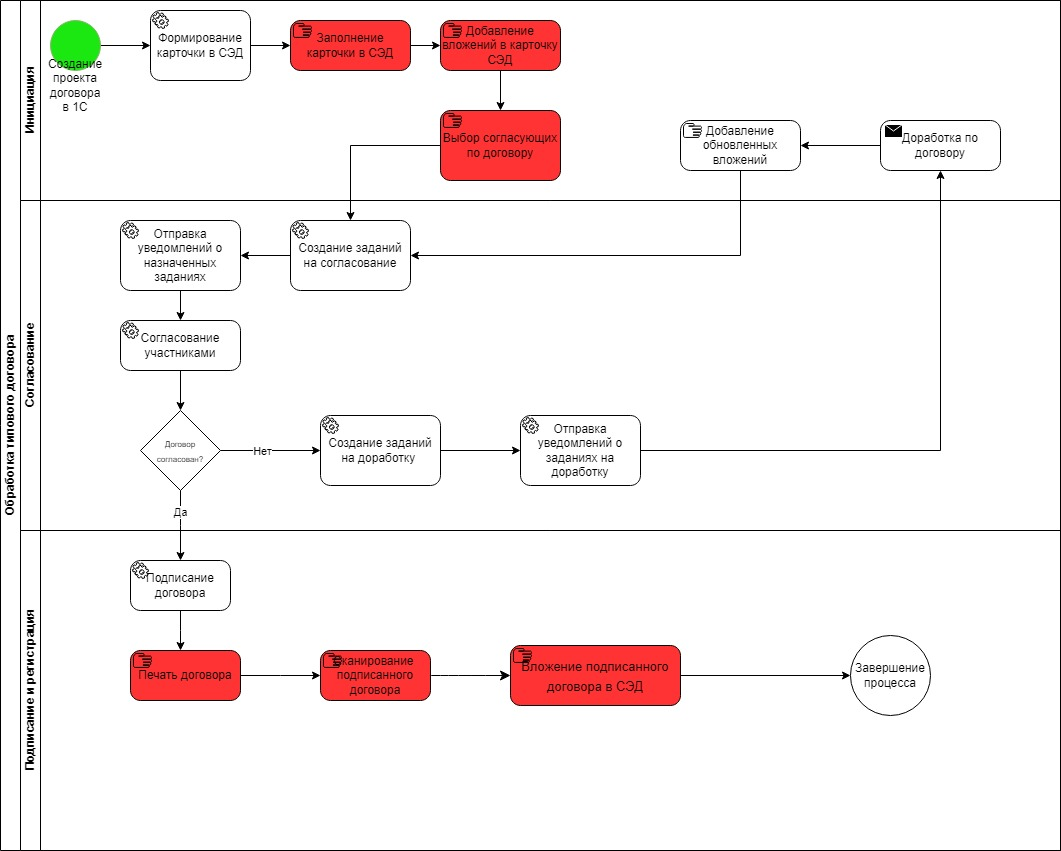 Обработка типового договора
Инициация
Создание
проекта
договора
в 1С
Формирование
карточки в СЭД
Заполнение
карточки в СЭД
Добавление
вложений в карточку
СЭД
Выбор согласующих
по договору
Добавление
обновленных
вложений
Доработка по
договору
Согласование
Отправка
уведомлений о
назначенных
заданиях
Создание заданий
на согласование
Согласование
участниками
Договор
согласован?
Нет
Создание заданий
на доработку
Отправка
уведомлений о
заданиях на
доработку
Да
Подписание и регистрация
Подписание
договора
Печать договора
Сканирование
подписанного
договора
Вложение подписанного
договора в СЭД
Завершение
процесса